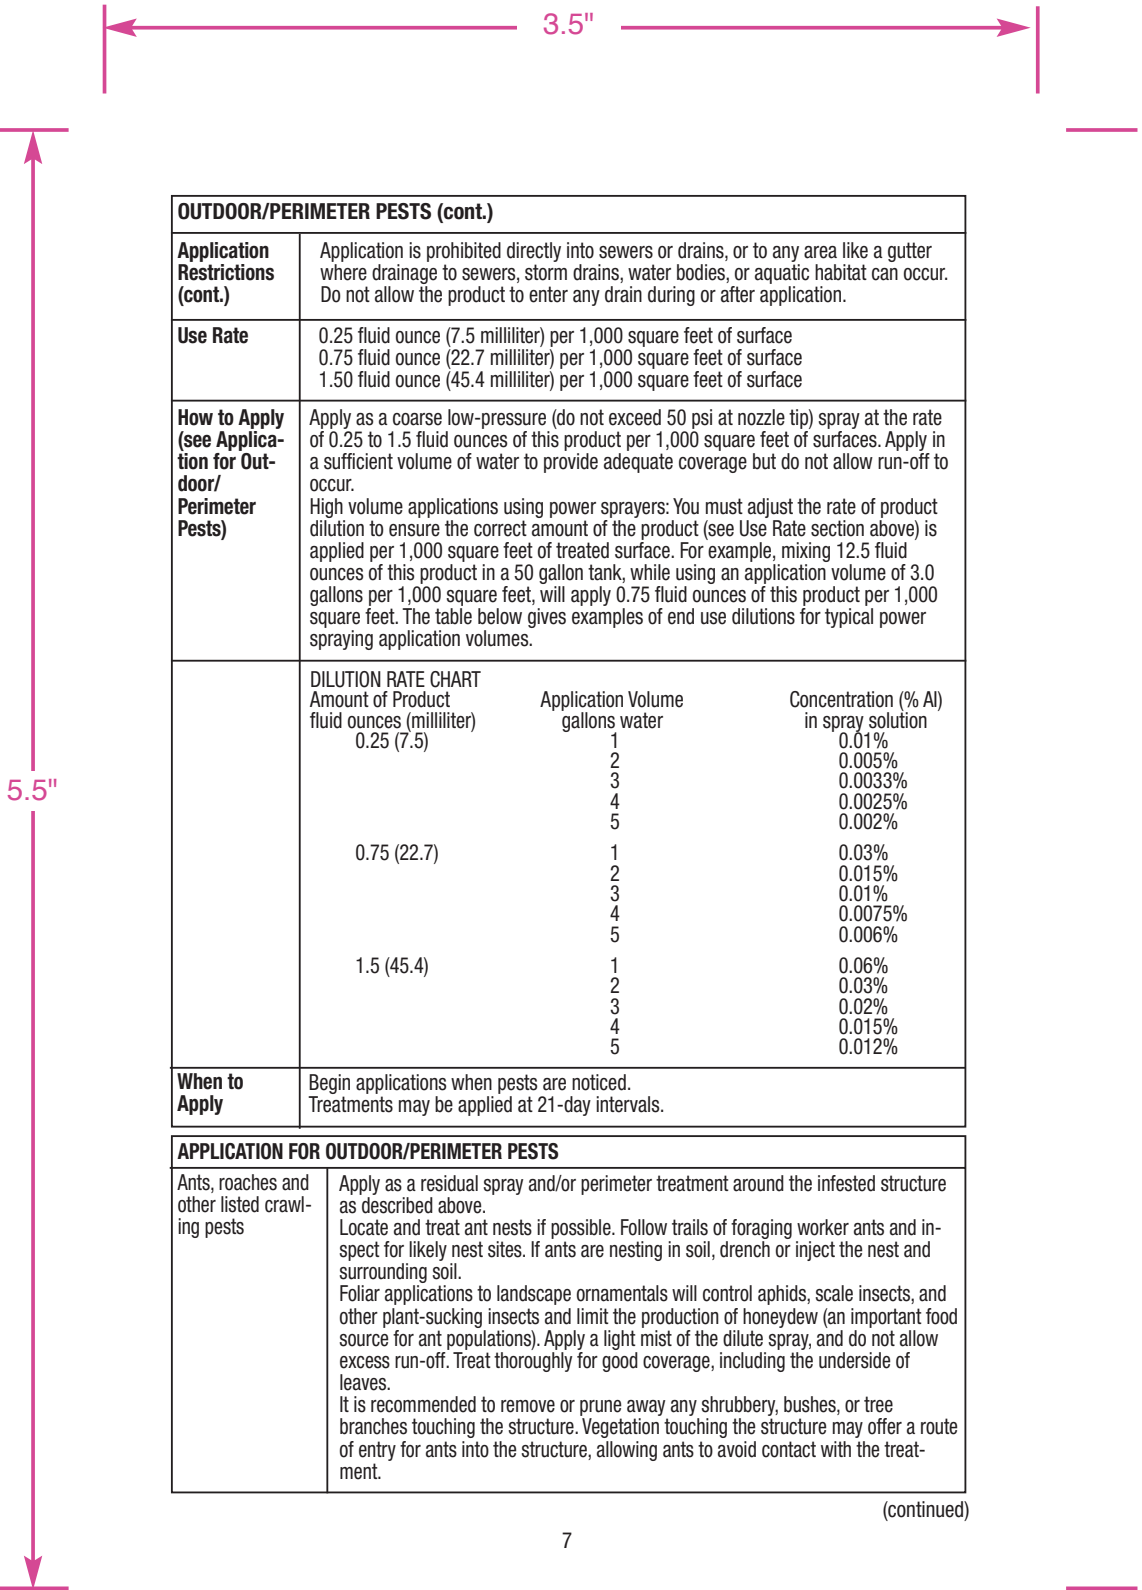 3.5"
5.5"
OUTDOOR/PERIMETER PESTS (cont.)
Application
Restrictions
(cont.)
Application is prohibited directly into sewers or drains, or to any area like a gutter
where drainage to sewers, storm drains, water bodies, or aquatic habitat can occur.
Do not allow the product to enter any drain during or after application.
Use Rate
0.25 fluid ounce (7.5 milliliter) per 1,000 square feet of surface
0.75 fluid ounce (22.7 milliliter) per 1,000 square feet of surface
1.50 fluid ounce (45.4 milliliter) per 1,000 square feet of surface
How to Apply
(see Applica-
tion for Out-
door/
Perimeter
Pests)
Apply as a coarse low-pressure (do not exceed 50 psi at nozzle tip) spray at the rate
of 0.25 to 1.5 fluid ounces of this product per 1,000 square feet of surfaces. Apply in
a sufficient volume of water to provide adequate coverage but do not allow run-off to
occur.
High volume applications using power sprayers: You must adjust the rate of product
dilution to ensure the correct amount of the product (see Use Rate section above) is
applied per 1,000 square feet of treated surface. For example, mixing 12.5 fluid
ounces of this product in a 50 gallon tank, while using an application volume of 3.0
gallons per 1,000 square feet, will apply 0.75 fluid ounces of this product per 1,000
square feet. The table below gives examples of end use dilutions for typical power
spraying application volumes.
DILUTION RATE CHART
Amount of Product Application Volume Concentration (% AI)
fluid ounces (milliliter) gallons water in spray solution
0.25 (7.5) 1 0.01%
2 0.005%
3 0.0033%
4 0.0025%
5 0.002%
0.75 (22.7) 1 0.03%
2 0.015%
3 0.01%
4 0.0075%
5 0.006%
1.5 (45.4) 1 0.06%
2 0.03%
3 0.02%
4 0.015%
5 0.012%
When to
Apply
Begin applications when pests are noticed.
Treatments may be applied at 21-day intervals.
APPLICATION FOR OUTDOOR/PERIMETER PESTS
Ants, roaches and
other listed crawl-
ing pests
Apply as a residual spray and/or perimeter treatment around the infested structure
as described above.
Locate and treat ant nests if possible. Follow trails of foraging worker ants and in-
spect for likely nest sites. If ants are nesting in soil, drench or inject the nest and
surrounding soil.
Foliar applications to landscape ornamentals will control aphids, scale insects, and
other plant-sucking insects and limit the production of honeydew (an important food
source for ant populations). Apply a light mist of the dilute spray, and do not allow
excess run-off. Treat thoroughly for good coverage, including the underside of
leaves.
It is recommended to remove or prune away any shrubbery, bushes, or tree
branches touching the structure. Vegetation touching the structure may offer a route
of entry for ants into the structure, allowing ants to avoid contact with the treat-
ment.
(continued)
7